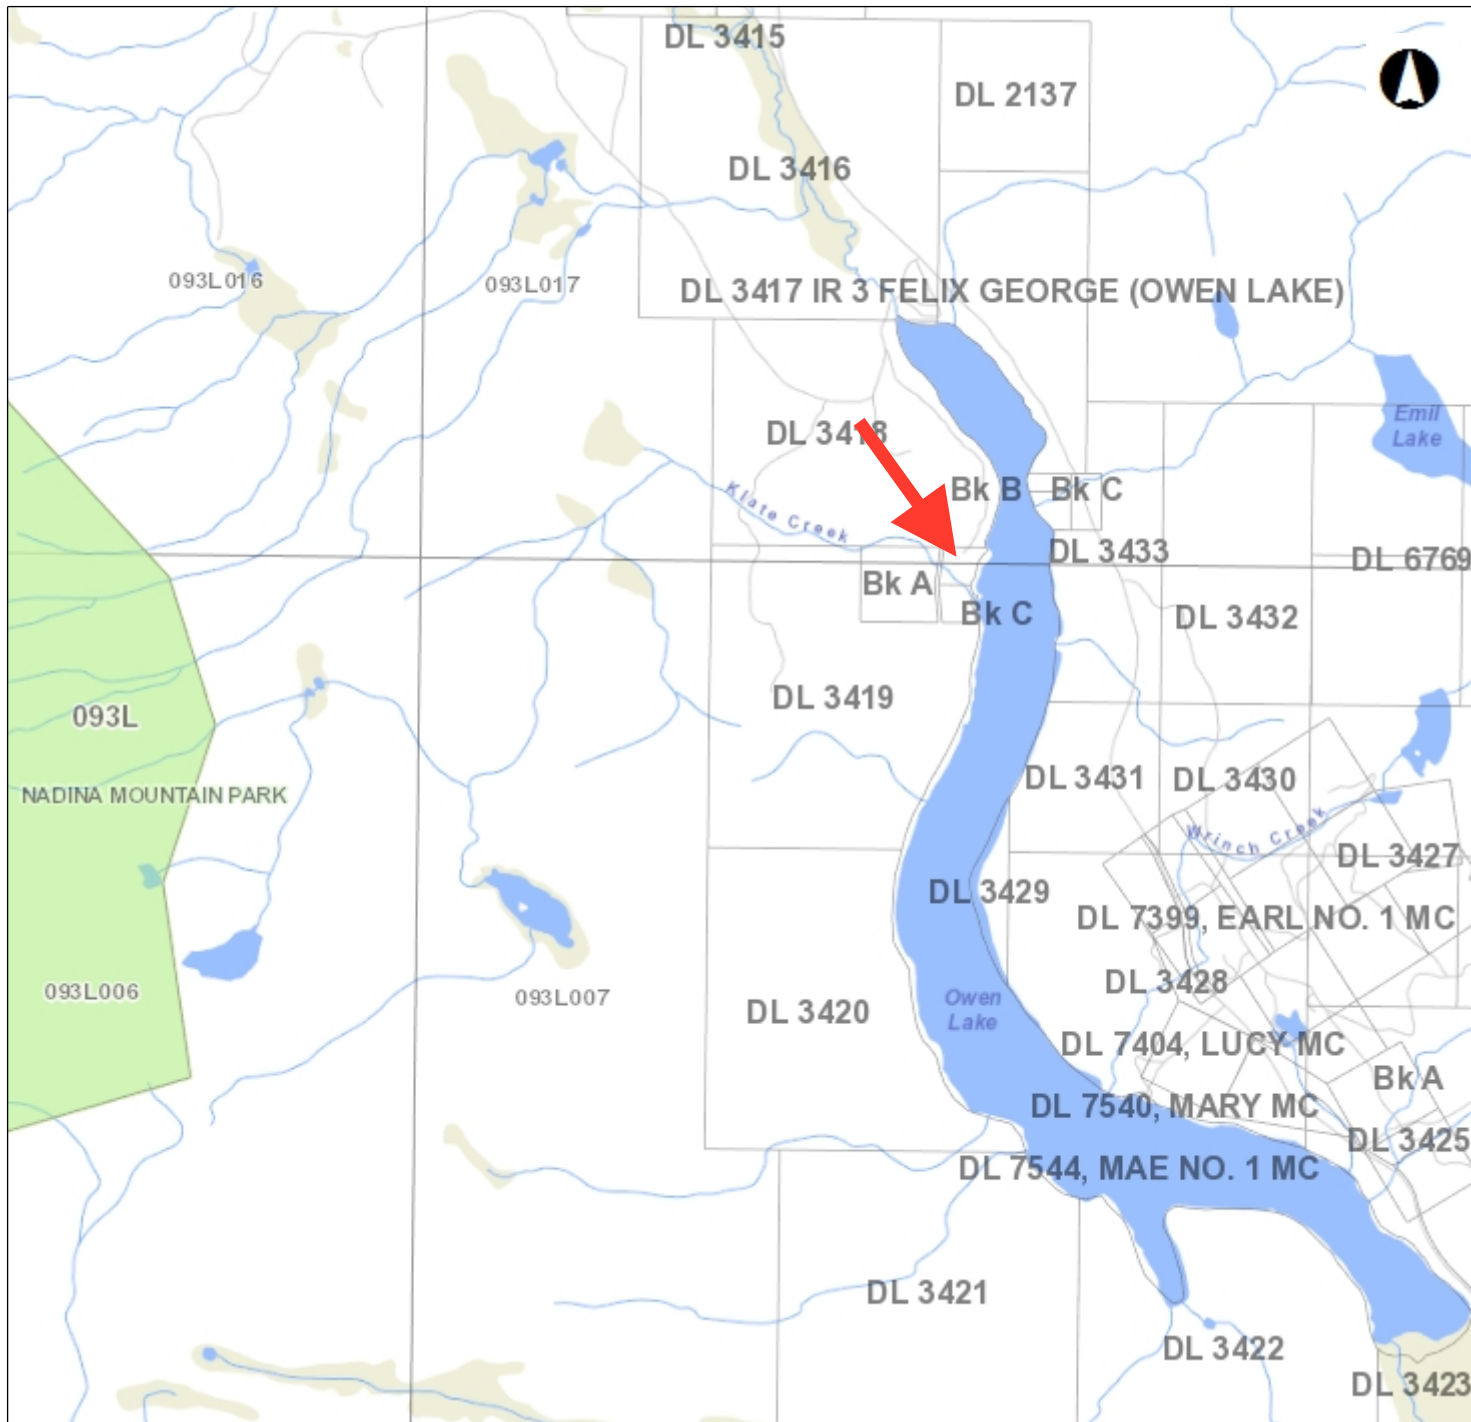 DL 3415
DL 2137
DL 3416
093L016
093L017
DL 3417 IR 3 FELIX GEORGE (OWEN LAKE)
Emil
Lake
DL 3418
Klate Creek
Bk B
Bk C
DL 3433
DL 6769
Bk A
Bk C
DL 3432
DL 3419
093L
NADINA MOUNTAIN PARK
DL 3431
DL 3430
Wrinch Creek
DL 3427
DL 3429
DL 7399, EARL NO. 1 MC
093L006
093L007
DL 3428
Owen
Lake
DL 3420
DL 7404, LUCY MC
Bk A
DL 7540, MARY MC
DL 3425
DL 7544, MAE NO. 1 MC
DL 3421
DL 3422
DL 3423